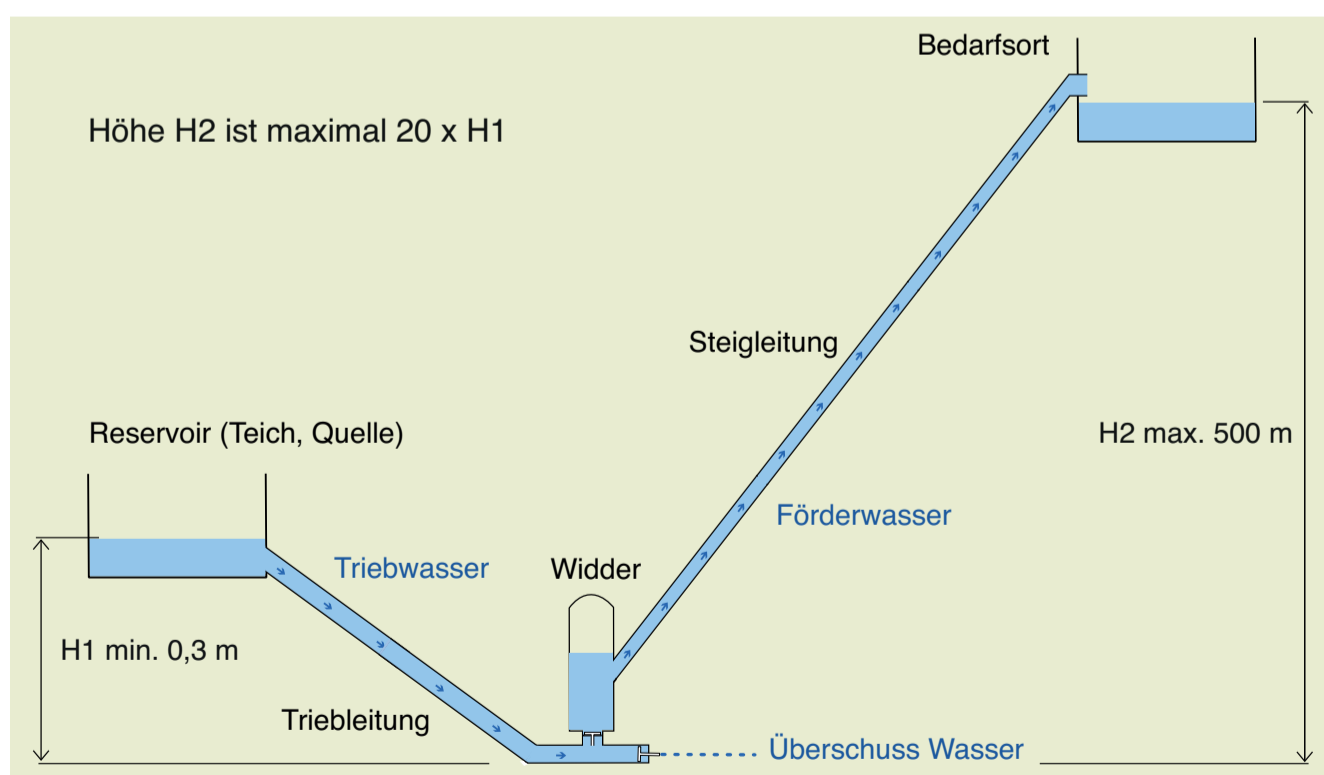 Bedarfsort
Höhe H2 ist maximal 20 x H1
Steigleitung
Reservoir (Teich, Quelle)
H2 max. 500 m
Förderwasser
Triebwasser
Widder
H1 min. 0,3 m
Triebleitung
Überschuss Wasser